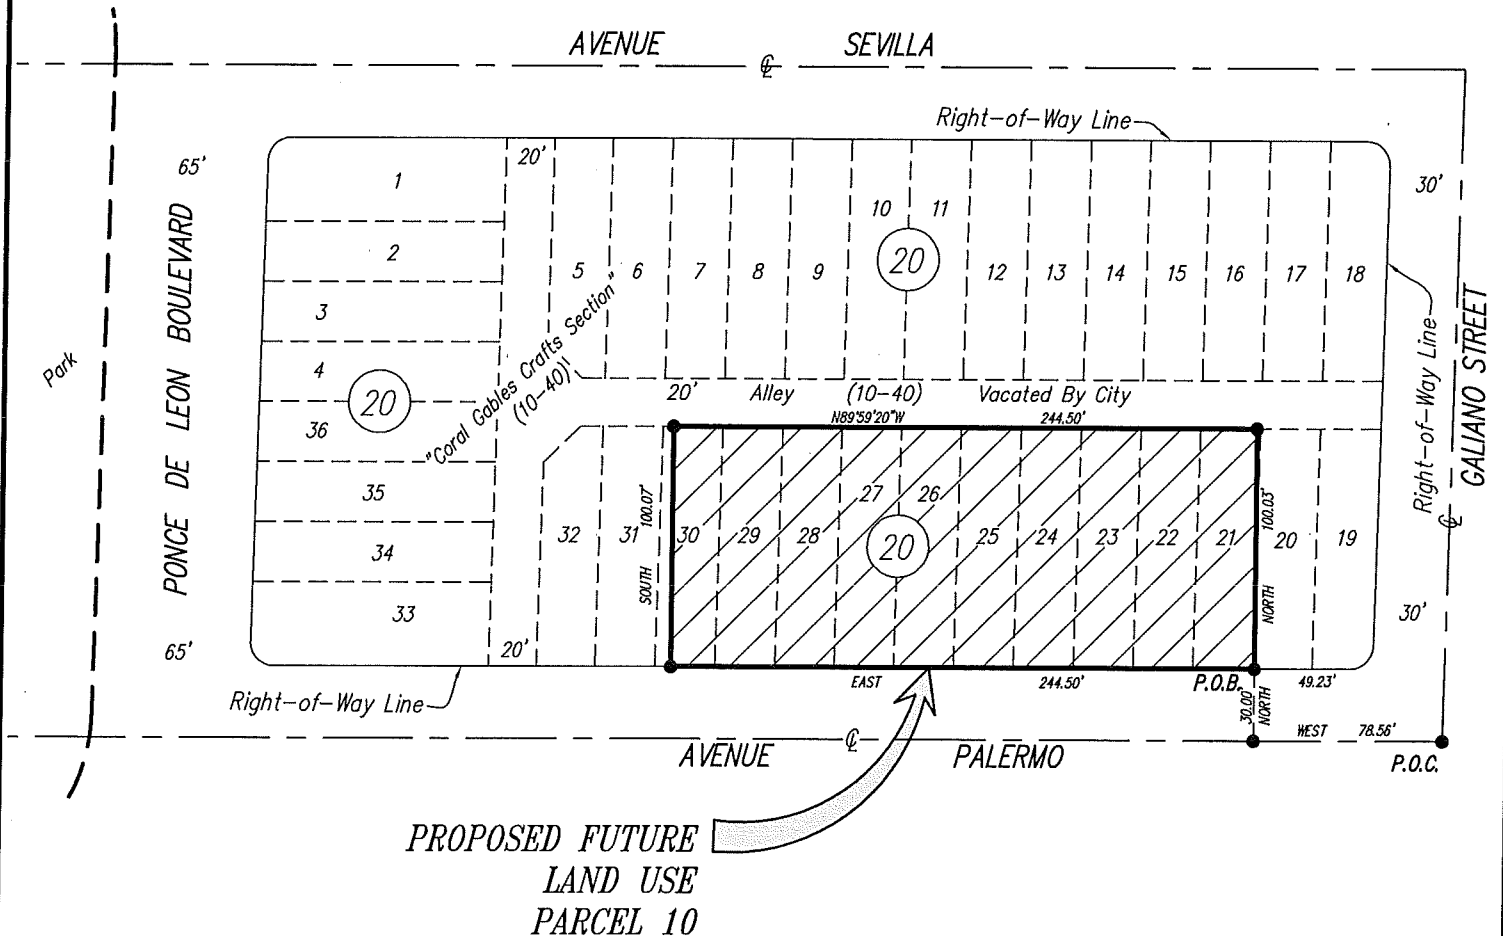 AVENUE SEVILLA
℄
Right-of-Way Line
65'
20'
30'
1
2
3
4
36
35
34
33
20
PONCE DE LEON BOULEVARD
Park
5 6 7 8 9 10 11 12 13 14 15 16 17 18
20
"Coral Gables Crafts Section"
(10-40)
20' Alley (10-40) Vacated By City
N89°59'20"W 244.50'
Right-of-Way Line
GALIANO STREET
℄
32 31 30 29 28 27 26 25 24 23 22 21 20 19
20
SOUTH 100.07'
NORTH 100.03'
65'
20'
30'
EAST 244.50'
P.O.B.
49.23'
Right-of-Way Line
30.00'
NORTH
WEST 78.56'
P.O.C.
AVENUE ℄ PALERMO
PROPOSED FUTURE
LAND USE
PARCEL 10